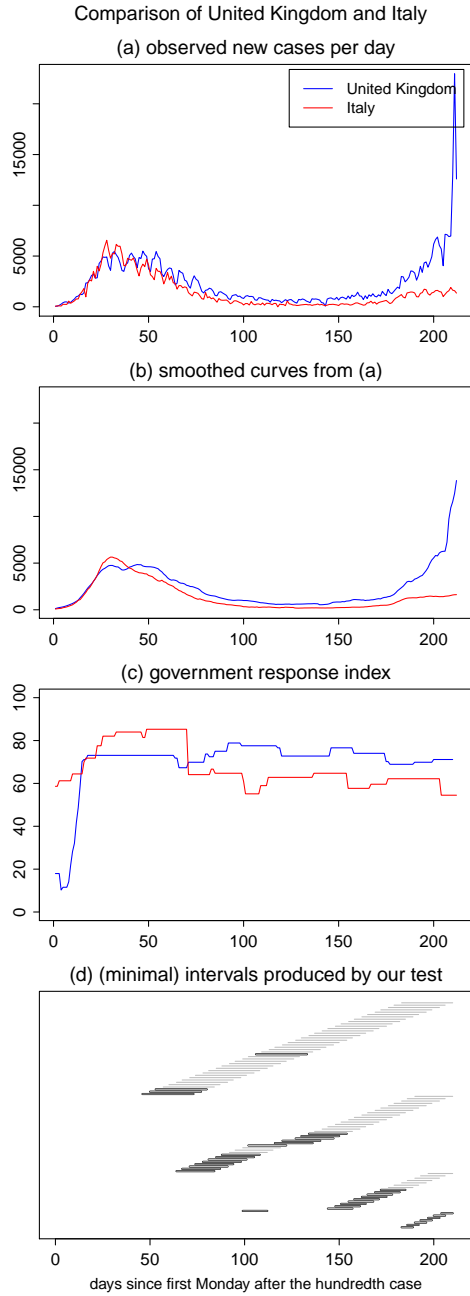 Comparison of United Kingdom and Italy
(a) observed new cases per day
United Kingdom
Italy
15000
5000
0
0 50 100 150 200
(b) smoothed curves from (a)
15000
5000
0
0 50 100 150 200
(c) government response index
100
80
60
40
20
0
0 50 100 150 200
(d) (minimal) intervals produced by our test
0 50 100 150 200
days since first Monday after the hundredth case